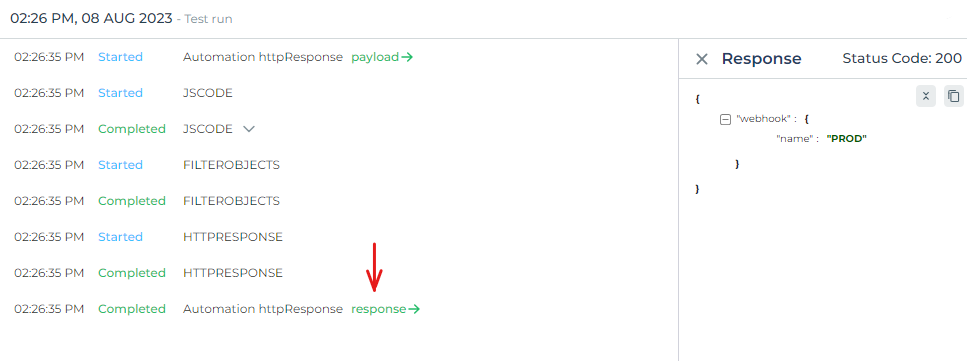 02:26 PM, 08 AUG 2023 - Test run
02:26:35 PM Started Automation httpResponse payload→
02:26:35 PM Started JSCODE
02:26:35 PM Completed JSCODE
02:26:35 PM Started FILTEROBJECTS
02:26:35 PM Completed FILTEROBJECTS
02:26:35 PM Started HTTPRESPONSE
02:26:35 PM Completed HTTPRESPONSE
02:26:35 PM Completed Automation httpResponse response→
Response Status Code: 200
{
"webhook" : {
"name" : "PROD"
}
}